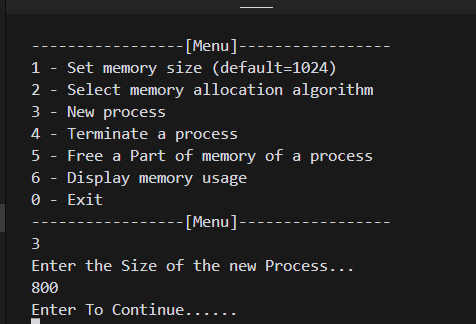 -----------------[Menu]-----------------
1 - Set memory size (default=1024)
2 - Select memory allocation algorithm
3 - New process
4 - Terminate a process
5 - Free a Part of memory of a process
6 - Display memory usage
0 - Exit
-----------------[Menu]-----------------
3
Enter the Size of the new Process...
800
Enter To Continue......